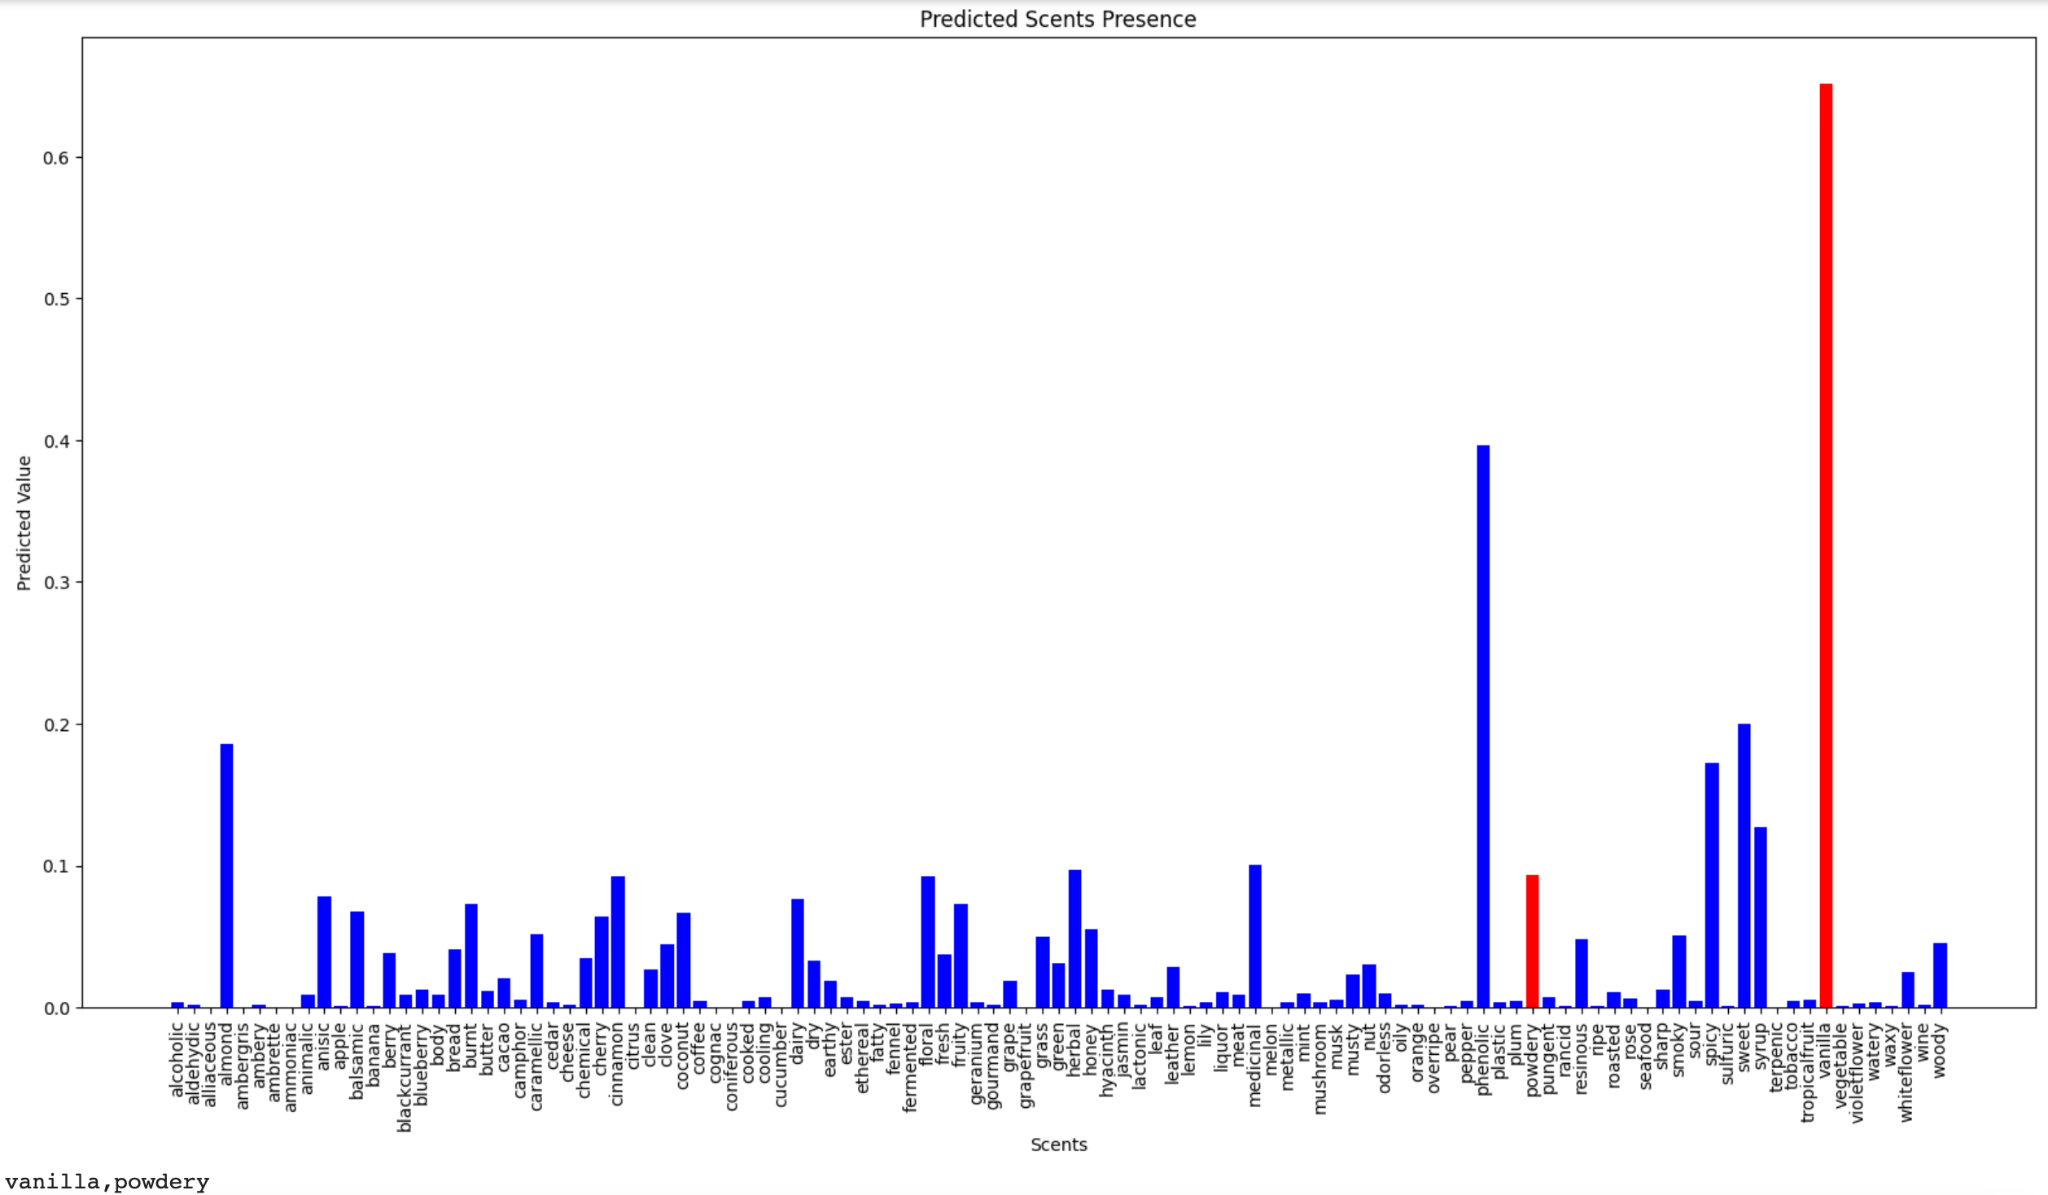 Predicted Scents Presence
Predicted Value
0.6
0.5
0.4
0.3
0.2
0.1
0.0
alcoholic
aldehydic
alliaceous
almond
ambergris
ambery
ambrette
ammoniac
animalic
anisic
apple
balsamic
banana
berry
blackcurrant
blueberry
body
bread
burnt
butter
cacao
camphor
caramellic
cedar
cheese
chemical
cherry
cinnamon
citrus
clean
clove
coconut
coffee
cognac
coniferous
cooked
cooling
cucumber
dairy
dry
earthy
ester
ethereal
fatty
fennel
fermented
floral
fresh
fruity
geranium
gourmand
grape
grapefruit
grass
green
herbal
honey
hyacinth
jasmin
lactonic
leaf
leather
lemon
lily
liquor
meat
medicinal
melon
metallic
mint
mushroom
musk
musty
nut
odorless
oily
orange
overripe
pear
pepper
phenolic
plastic
plum
powdery
pungent
rancid
resinous
ripe
roasted
rose
seafood
sharp
smoky
sour
spicy
sulfuric
sweet
syrup
terpenic
tobacco
tropicalfruit
vanilla
vegetable
violetflower
watery
waxy
whiteflower
wine
woody
Scents
vanilla,powdery